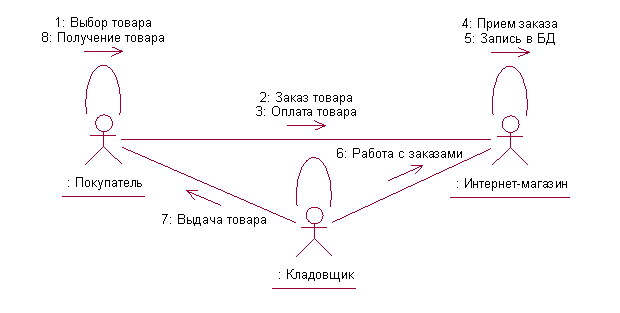 1: Выбор товара
8: Получение товара
4: Прием заказа
5: Запись в БД
2: Заказ товара
3: Оплата товара
6: Работа с заказами
: Покупатель
: Интернет-магазин
7: Выдача товара
: Кладовщик